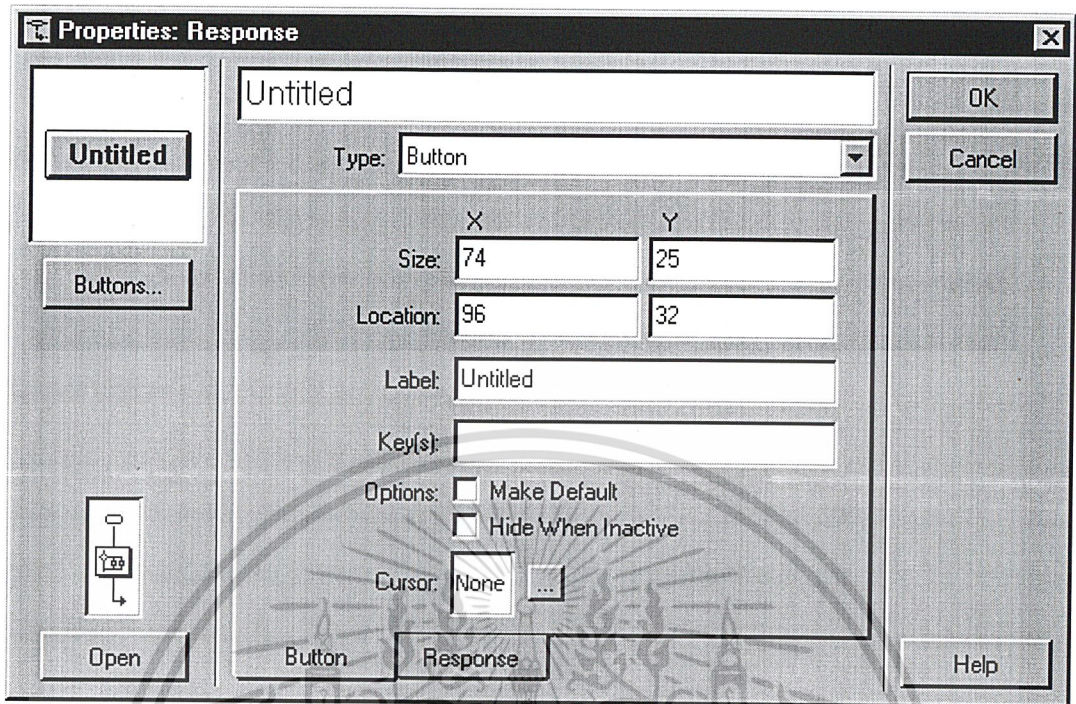 Properties: Response
Untitled
OK
Untitled
Type: Button
Cancel
X Y
Size: 74 25
Buttons...
Location: 96 32
Label: Untitled
Key(s):
Options: Make Default
Hide When Inactive
Cursor: None ...
Open
Button Response
Help